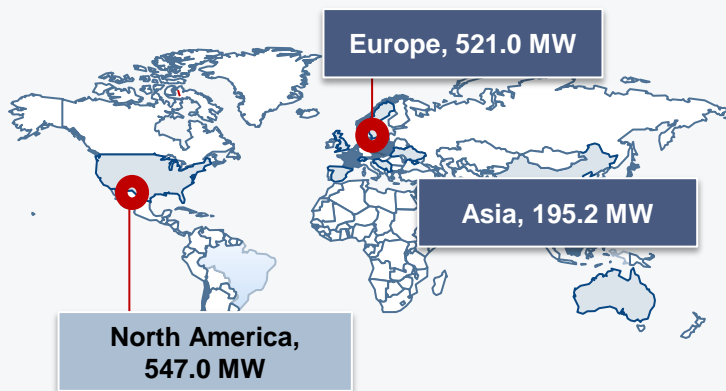 Europe, 521.0 MW
Asia, 195.2 MW
North America,
547.0 MW